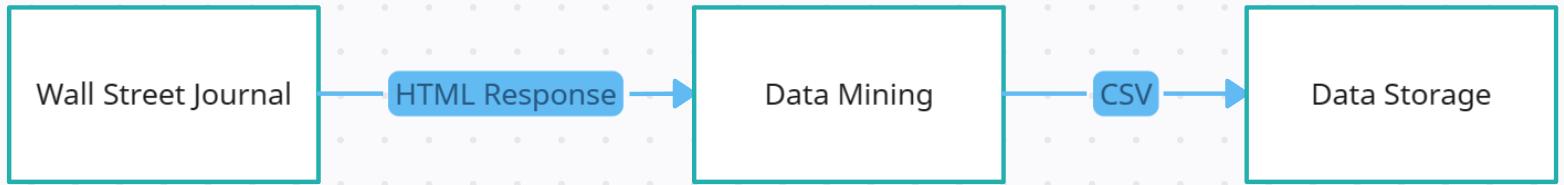 Wall Street Journal
HTML Response
Data Mining
CSV
Data Storage